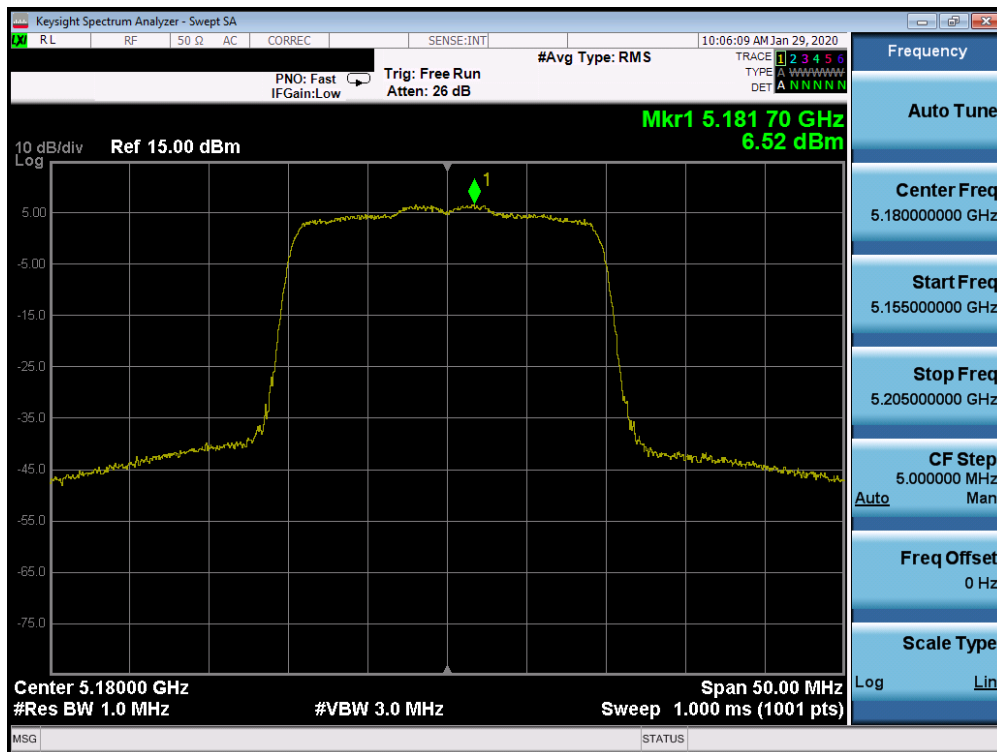 Keysight Spectrum Analyzer - Swept SA
LXI RL RF 50 Ω AC CORREC SENSE:INT 10:06:09 AM Jan 29, 2020
Frequency
#Avg Type: RMS
TRACE 1 2 3 4 5 6
PNO: Fast Trig: Free Run
TYPE A WWWWW
IFGain:Low Atten: 26 dB
DET A N N N N N
Mkr1 5.181 70 GHz
6.52 dBm
10 dB/div Ref 15.00 dBm
Log
1
5.00
-5.00
-15.0
-25.0
-35.0
-45.0
-55.0
-65.0
-75.0
Center 5.18000 GHz Span 50.00 MHz
#Res BW 1.0 MHz #VBW 3.0 MHz Sweep 1.000 ms (1001 pts)
MSG STATUS
Auto Tune
Center Freq
5.180000000 GHz
Start Freq
5.155000000 GHz
Stop Freq
5.205000000 GHz
CF Step
5.000000 MHz
Auto Man
Freq Offset
0 Hz
Scale Type
Log Lin